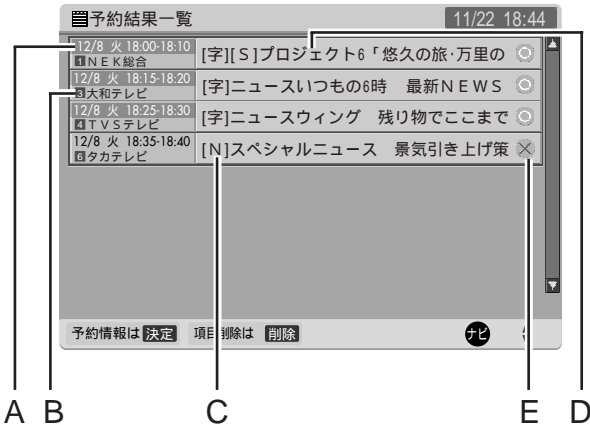 予約結果一覧 11/22 18:44
12/8 火 18:00-18:10
1 NEK総合
[字][S]プロジェクト6「悠久の旅・万里の
12/8 火 18:15-18:20
3 大和テレビ
[字]ニュースいつもの6時 最新NEWS
12/8 火 18:25-18:30
4 TVSテレビ
[字]ニュースウィング 残り物でここまで
12/8 火 18:35-18:40
6 タカテレビ
[N]スペシャルニュース 景気引き上げ策
予約情報は 決定 項目削除は 削除 ナビ
A B C E D